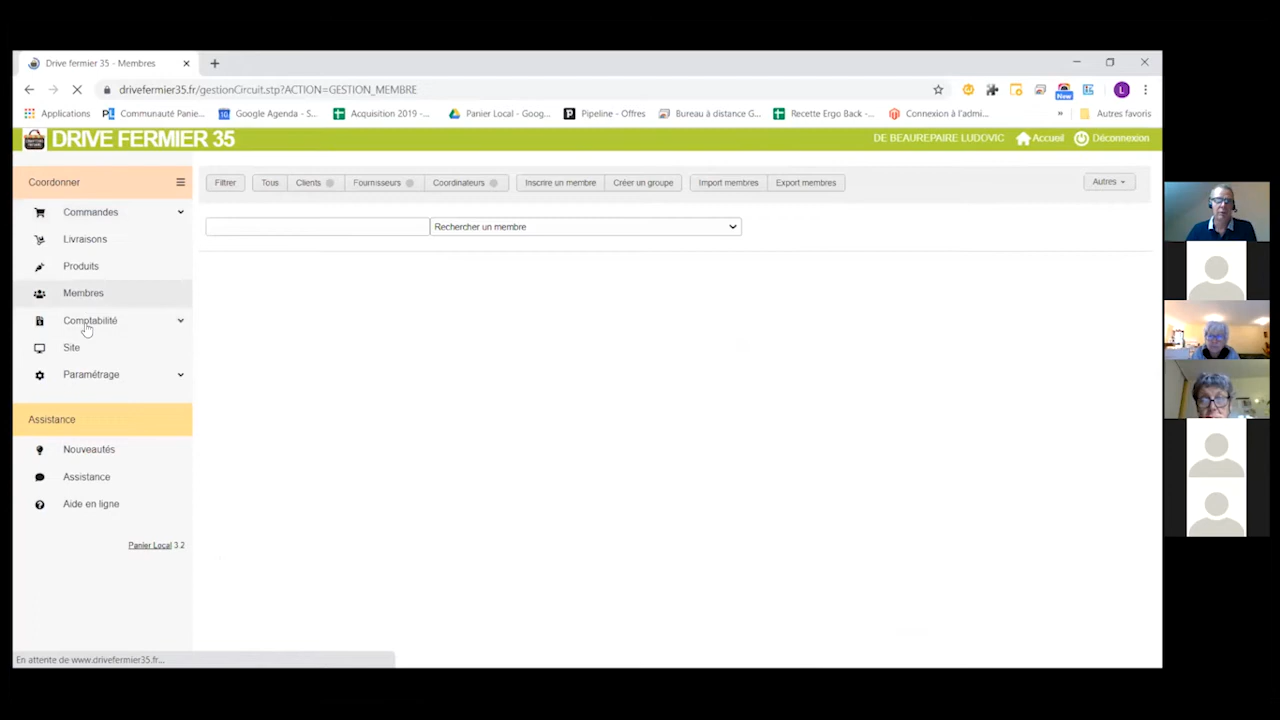 Drive fermier 35 - Membres
drivefermier35.fr/gestionCircuit.stp?ACTION=GESTION_MEMBRE
L
Applications Communauté Panie... Google Agenda - S... Acquisition 2019 -... Panier Local - Goog... Pipeline - Offres Bureau à distance G... Recette Ergo Back -... Connexion à l'admi... » Autres favoris
New
DRIVE FERMIER 35
DE BEAUREPAIRE LUDOVIC Accueil Déconnexion
Coordonner
Filtrer Tous Clients Fournisseurs Coordinateurs Inscrire un membre Créer un groupe Import membres Export membres Autres
Commandes
Rechercher un membre
Livraisons
Produits
Membres
Comptabilité
Site
Paramétrage
Assistance
Nouveautés
Assistance
Aide en ligne
Panier Local 3.2
En attente de www.drivefermier35.fr...